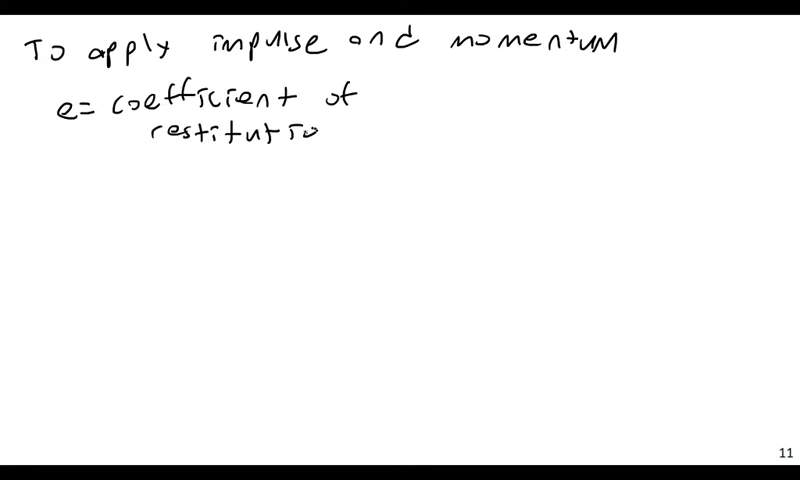 To apply impulse and momentum
e= coefficient of
restitutio
11